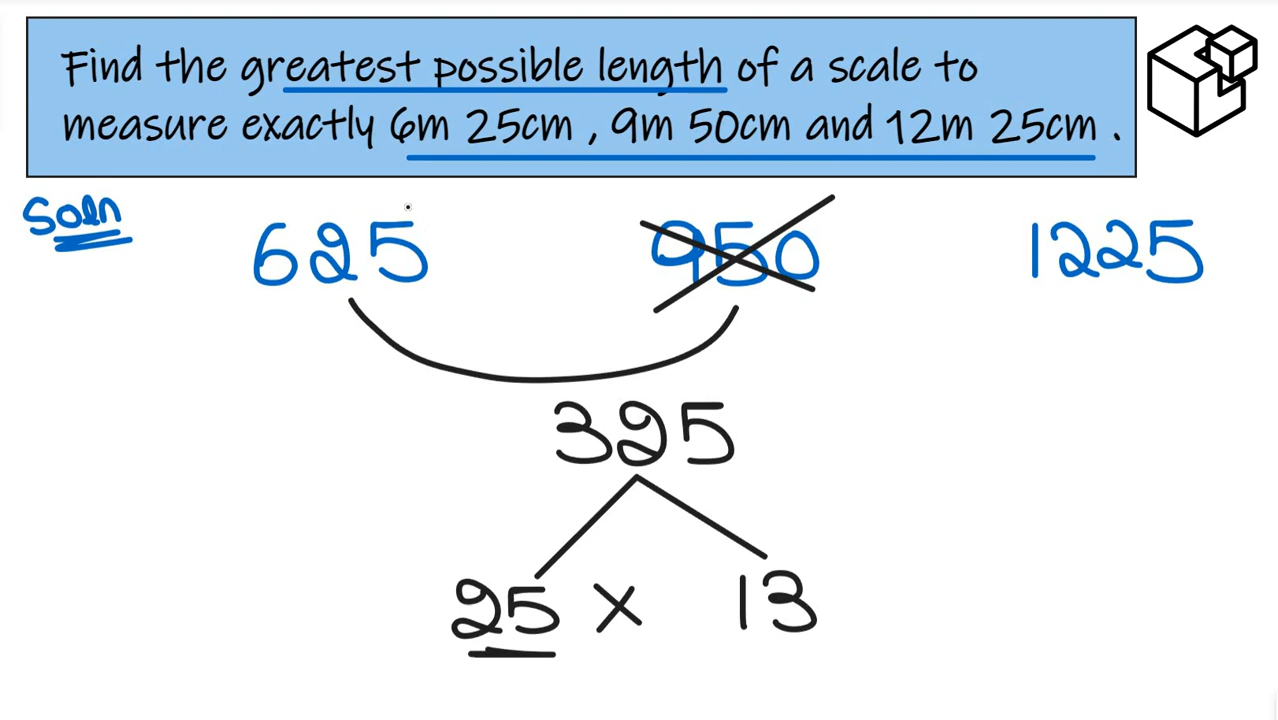 Find the greatest possible length of a scale to
measure exactly 6m 25cm , 9m 50cm and 12m 25cm .
Soln
625 950 1225
325
25 x 13